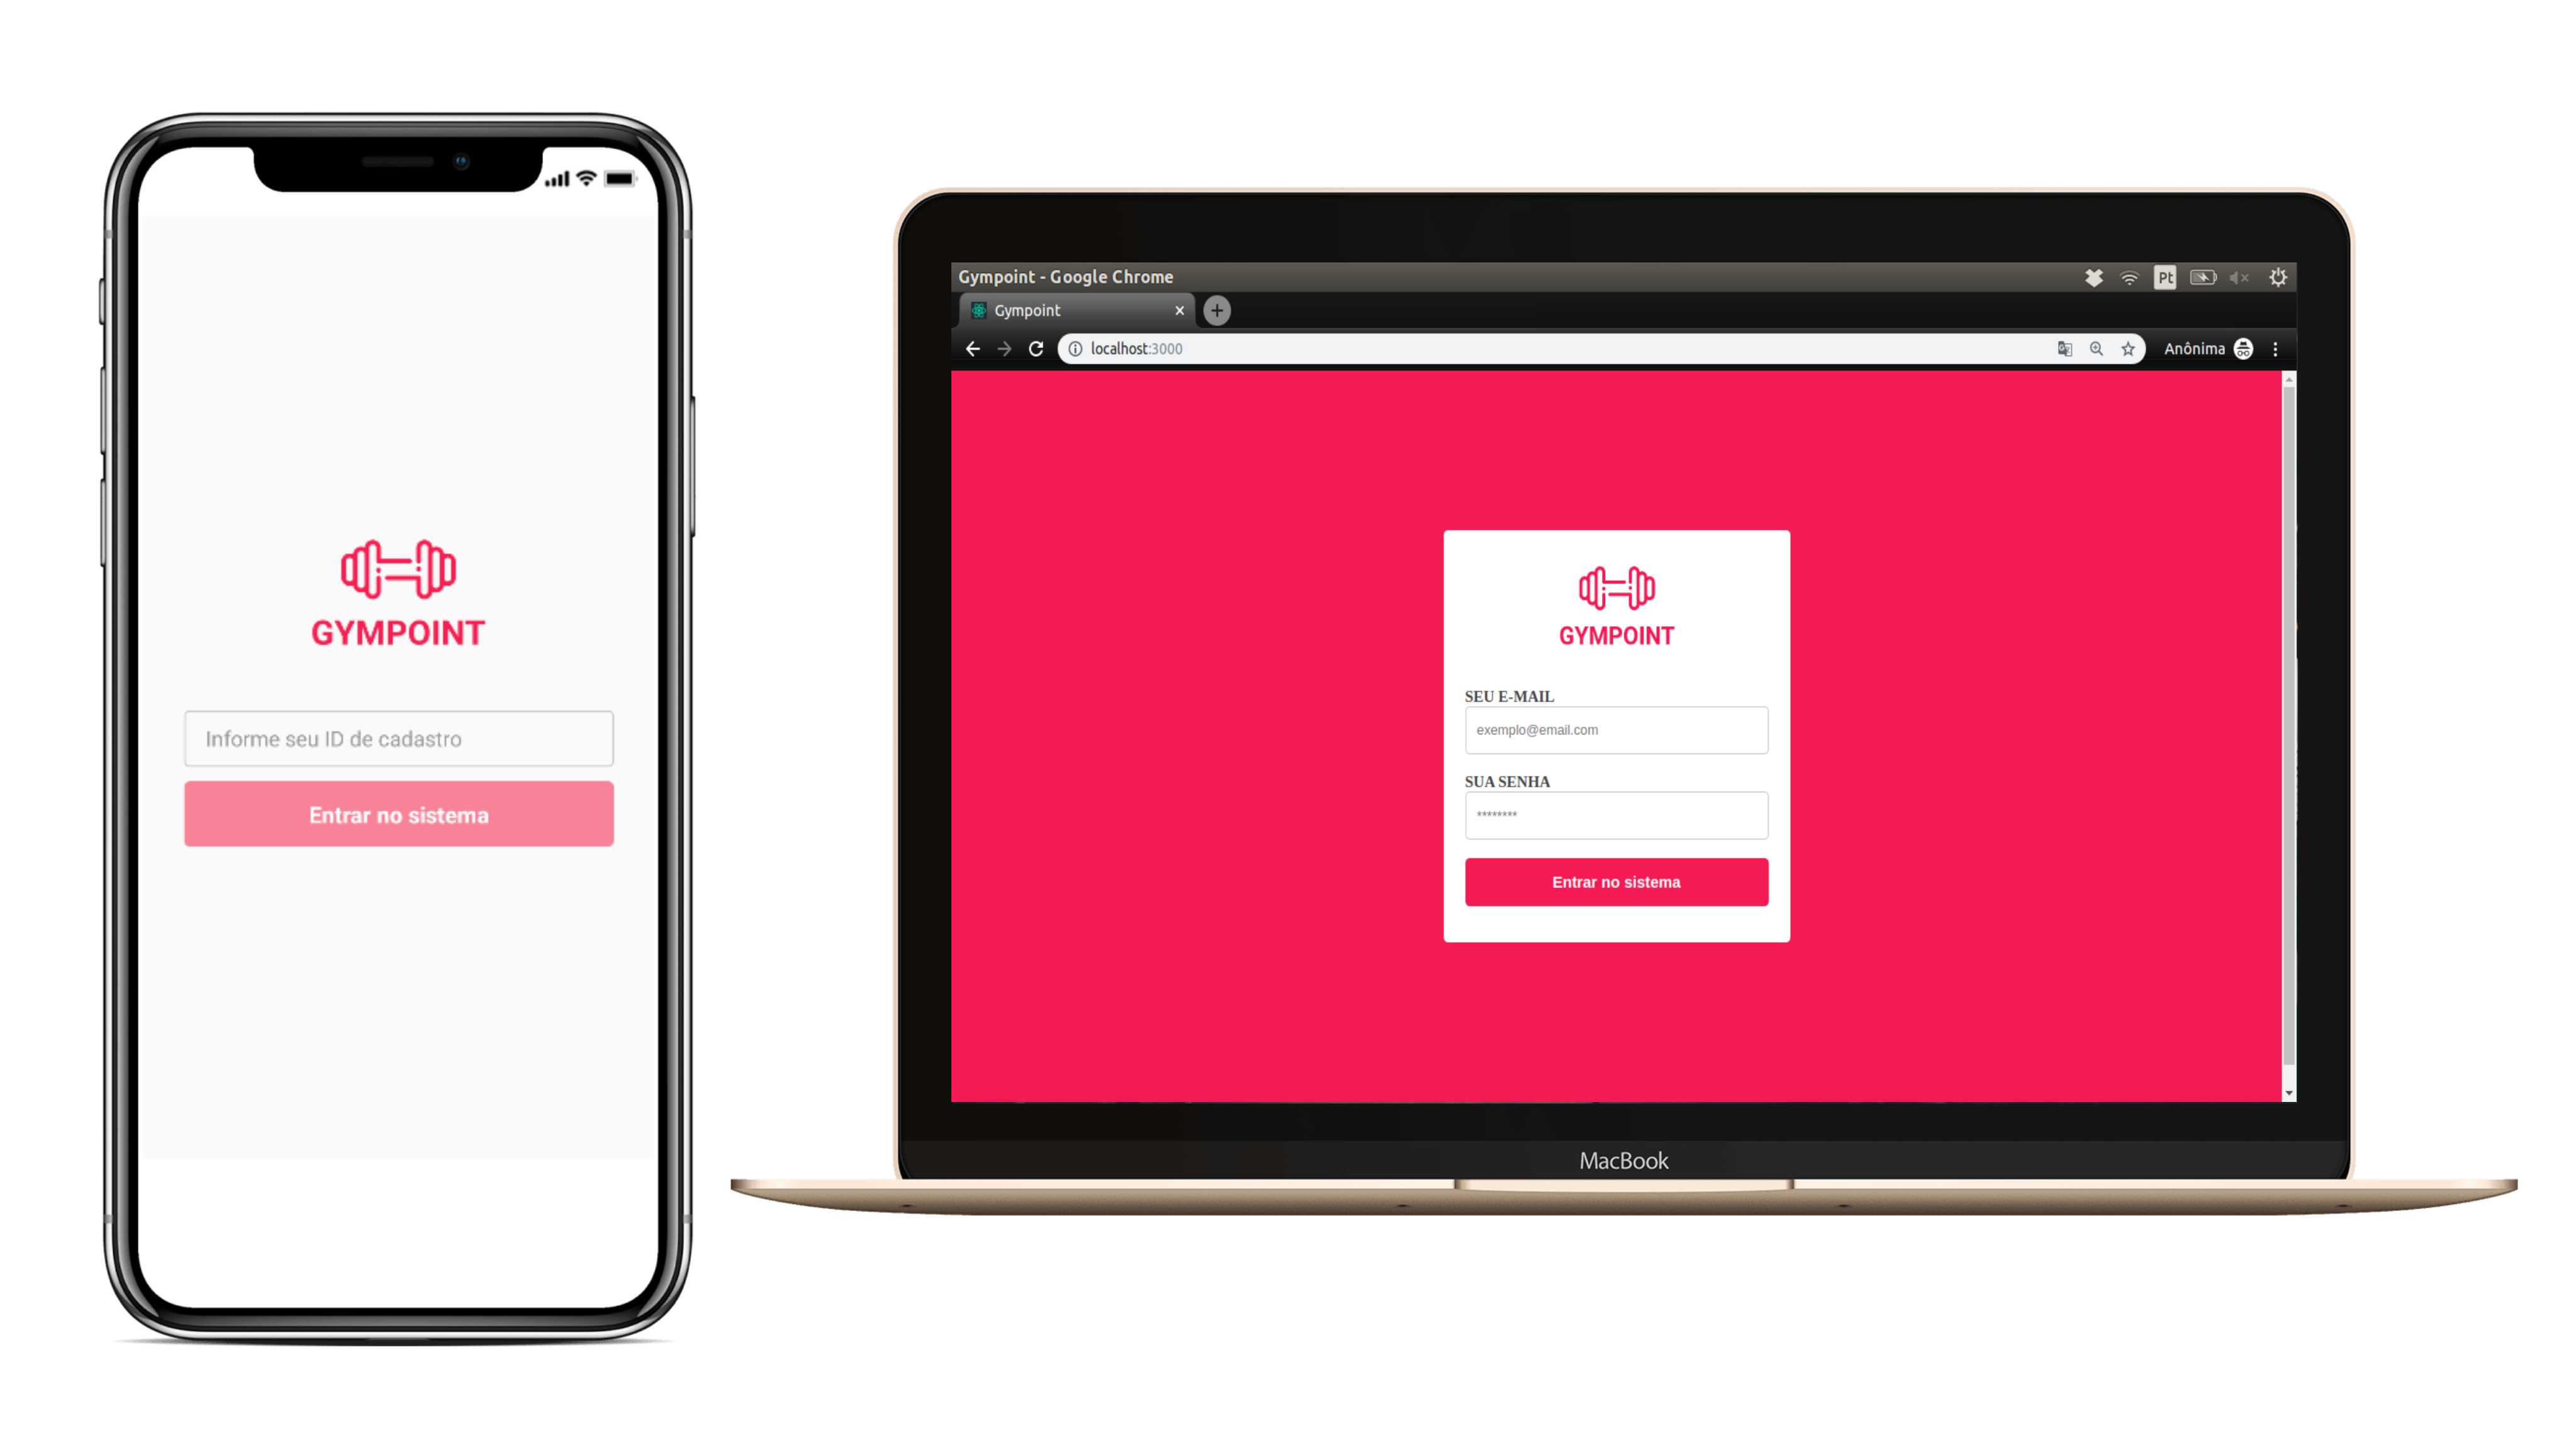 GYMPOINT
Informe seu ID de cadastro
Entrar no sistema
Gympoint - Google Chrome
Pt
Gympoint
localhost:3000
Anônima
GYMPOINT
SEU E-MAIL
exemplo@email.com
SUA SENHA
********
Entrar no sistema
MacBook